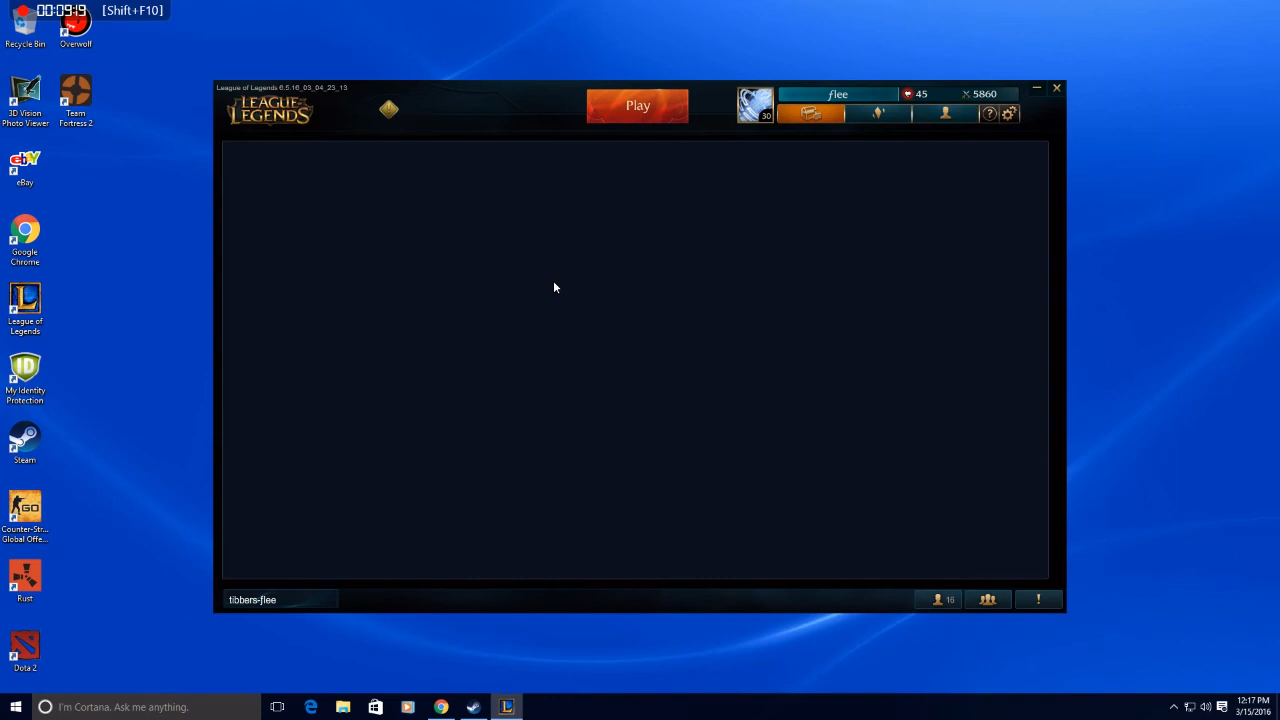 00:09:19 [Shift+F10]
Recycle Bin
Overwolf
3D Vision
Photo Viewer
Team
Fortress 2
eBay
Google
Chrome
League of
Legends
My Identity
Protection
Steam
Counter-Str...
Global Offe...
Rust
Dota 2
League of Legends 6.5.16_03_04_23_13
LEAGUE
OF
LEGENDS
Play
30
ƒlee
45
5860
?
tibbers-ƒlee
16
!
I'm Cortana. Ask me anything.
12:17 PM
3/15/2016